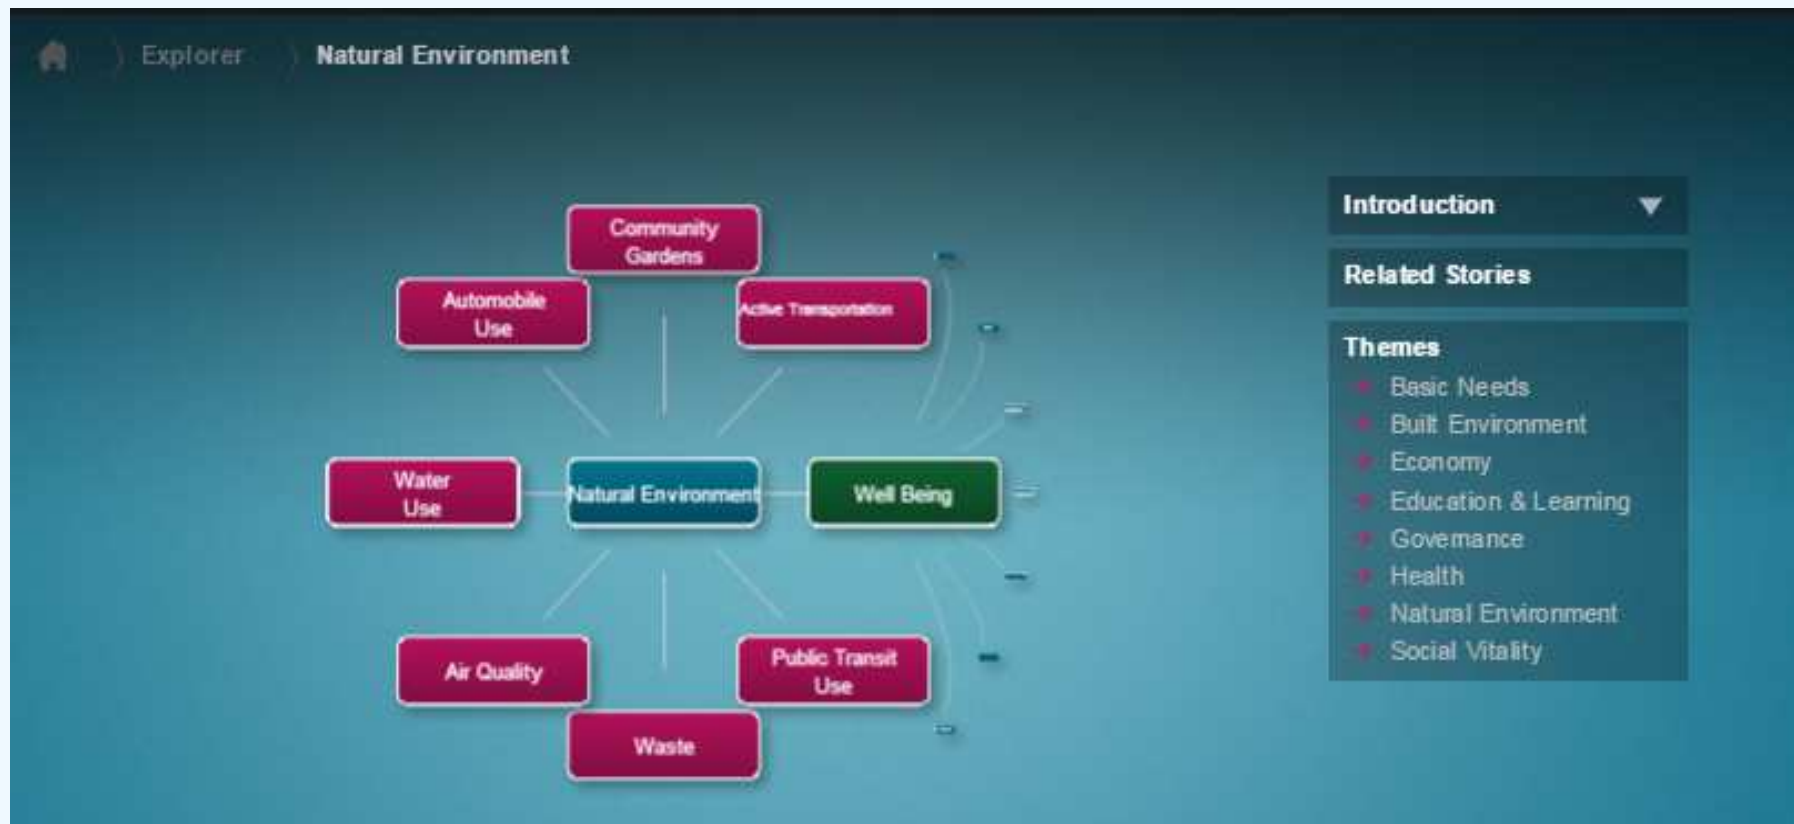 Explorer
Natural Environment
Community
Gardens
Automobile
Use
Active Transportation
Water
Use
Natural Environment
Well Being
Air Quality
Public Transit
Use
Waste
Introduction
Related Stories
Themes
Basic Needs
Built Environment
Economy
Education & Learning
Governance
Health
Natural Environment
Social Vitality